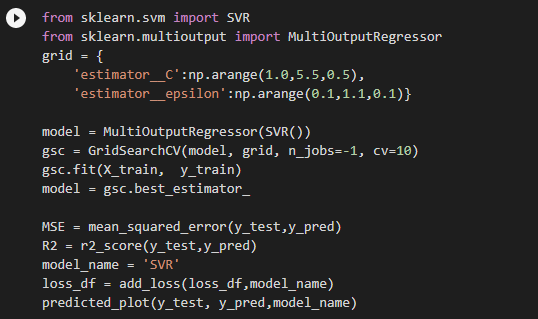 from sklearn.svm import SVR
from sklearn.multioutput import MultiOutputRegressor
grid = {
    'estimator__C':np.arange(1.0,5.5,0.5),
    'estimator__epsilon':np.arange(0.1,1.1,0.1)}

model = MultiOutputRegressor(SVR())
gsc = GridSearchCV(model, grid, n_jobs=-1, cv=10)
gsc.fit(X_train,  y_train)
model = gsc.best_estimator_

MSE = mean_squared_error(y_test,y_pred)
R2 = r2_score(y_test,y_pred)
model_name = 'SVR'
loss_df = add_loss(loss_df,model_name)
predicted_plot(y_test, y_pred,model_name)